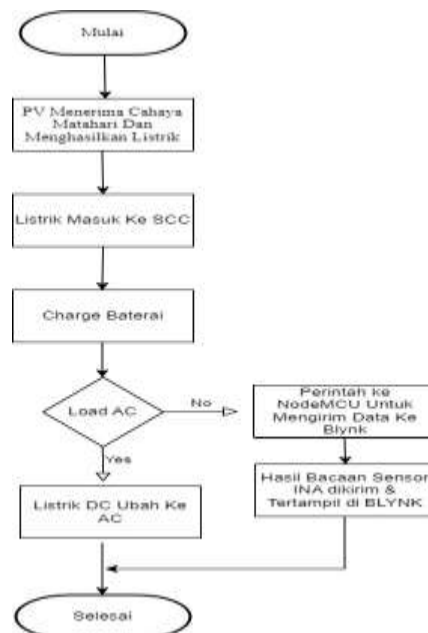 Mulai
PV Menerima Cahaya
Matahari Dan
Menghasilkan Listrik
Listrik Masuk Ke SCC
Charge Baterai
Load AC
No
Yes
Perintah ke
NodeMCU Untuk
Mengirim Data Ke
Blynk
Listrik DC Ubah Ke
AC
Hasil Bacaan Sensor
INA dikirim &
Tertampil di BLYNK
Selesai